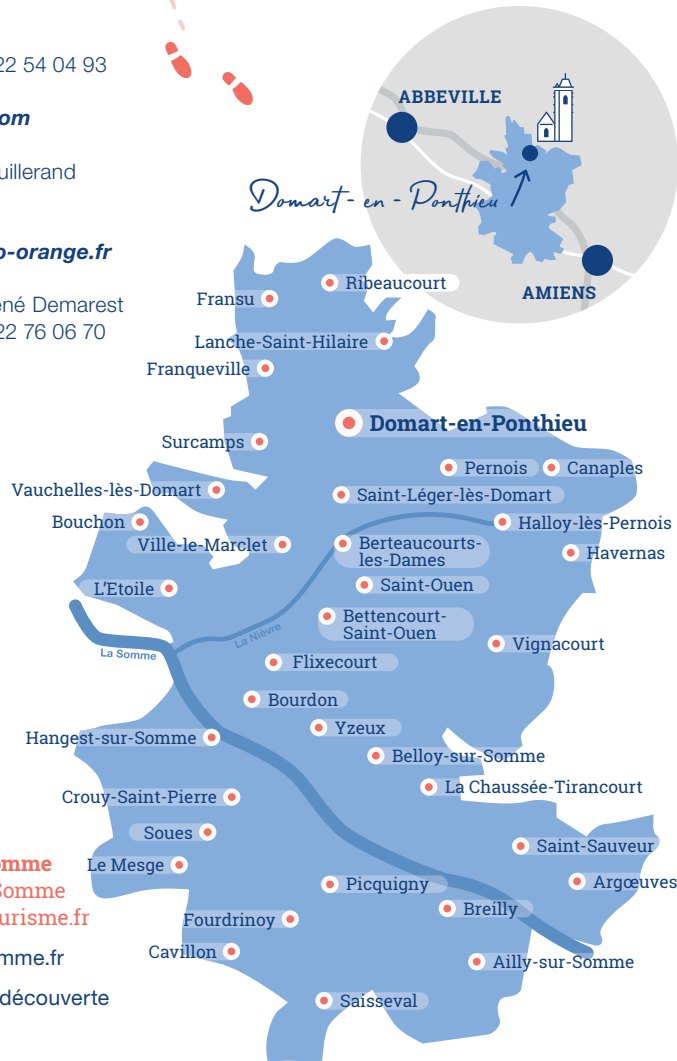 22 54 04 93
om
uillerand
o-orange.fr
ené Demarest
22 76 06 70
ABBEVILLE
Domart-en-Ponthieu
AMIENS
Ribeaucourt
Fransu
Lanche-Saint-Hilaire
Franqueville
Domart-en-Ponthieu
Surcamps
Pernois
Canaples
Vauchelles-lès-Domart
Saint-Léger-lès-Domart
Bouchon
Halloy-lès-Pernois
Ville-le-Marclet
Berteaucourts-
les-Dames
Havernas
L'Etoile
Saint-Ouen
Bettencourt-
Saint-Ouen
La Nièvre
Vignacourt
La Somme
Flixecourt
Bourdon
Yzeux
Hangest-sur-Somme
Belloy-sur-Somme
La Chaussée-Tirancourt
Crouy-Saint-Pierre
Soues
Saint-Sauveur
Le Mesge
Picquigny
Argœuves
Breilly
Fourdrinoy
Cavillon
Ailly-sur-Somme
Saisseval
omme
Somme
urisme.fr
mme.fr
découverte